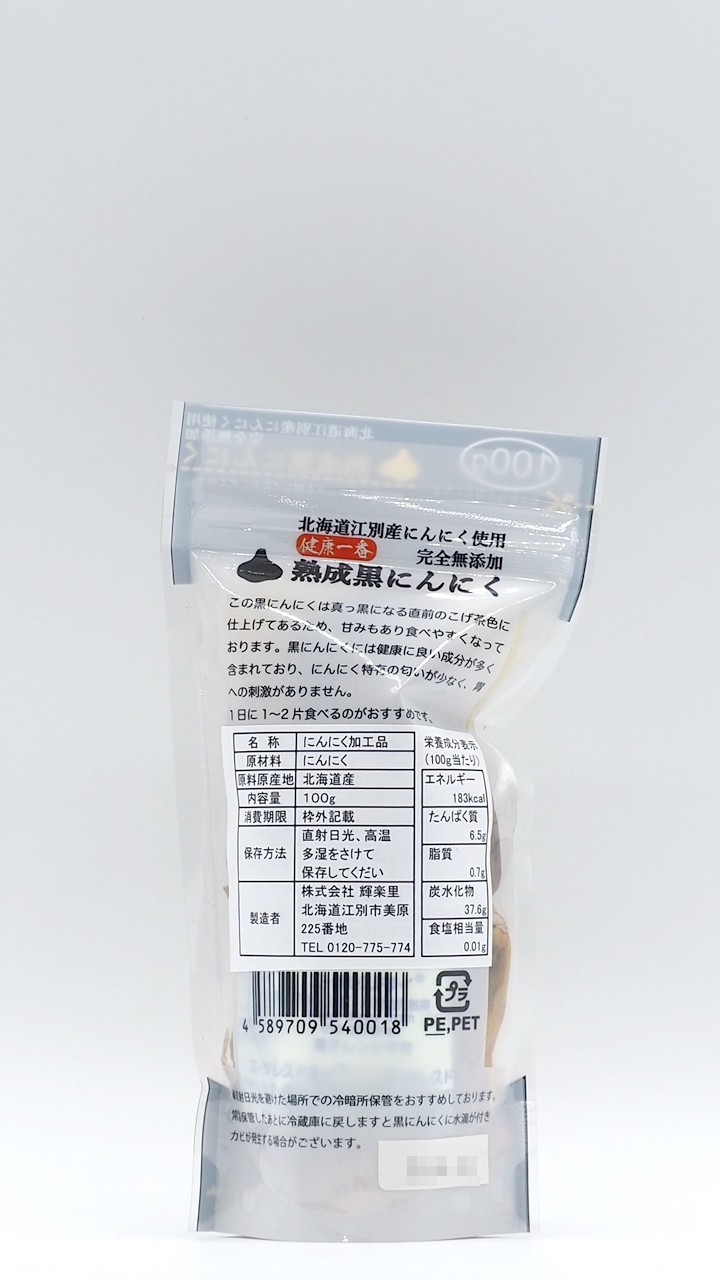 100g
北海道江別産にんにく使用
健康一番
完全無添加
熟成黒にんにく
この黒にんにくは真っ黒になる直前のこげ茶色に
仕上げてあるため、甘みもあり食べやすくなって
おります。黒にんにくには健康に良い成分が多く
含まれており、にんにく特有の匂いが少なく、胃
への刺激がありません。
1日に1〜2片食べるのがおすすめです。
名 称 にんにく加工品
原材料 にんにく
原料原産地 北海道産
内容量 100g
消費期限 枠外記載
保存方法 直射日光、高温
多湿をさけて
保存してくだい
製造者 株式会社 輝楽里
北海道江別市美原
225番地
TEL 0120-775-774
栄養成分表示
(100g当たり)
エネルギー
183kcal
たんぱく質
6.5g
脂質
0.7g
炭水化物
37.6g
食塩相当量
0.01g
4 589709 540018
プラ
PE,PET
直射日光を避けた場所での冷暗所保管をおすすめしております。
保管したあとに冷蔵庫に戻しますと黒にんにくに水滴が付き
カビが発生する場合がございます。